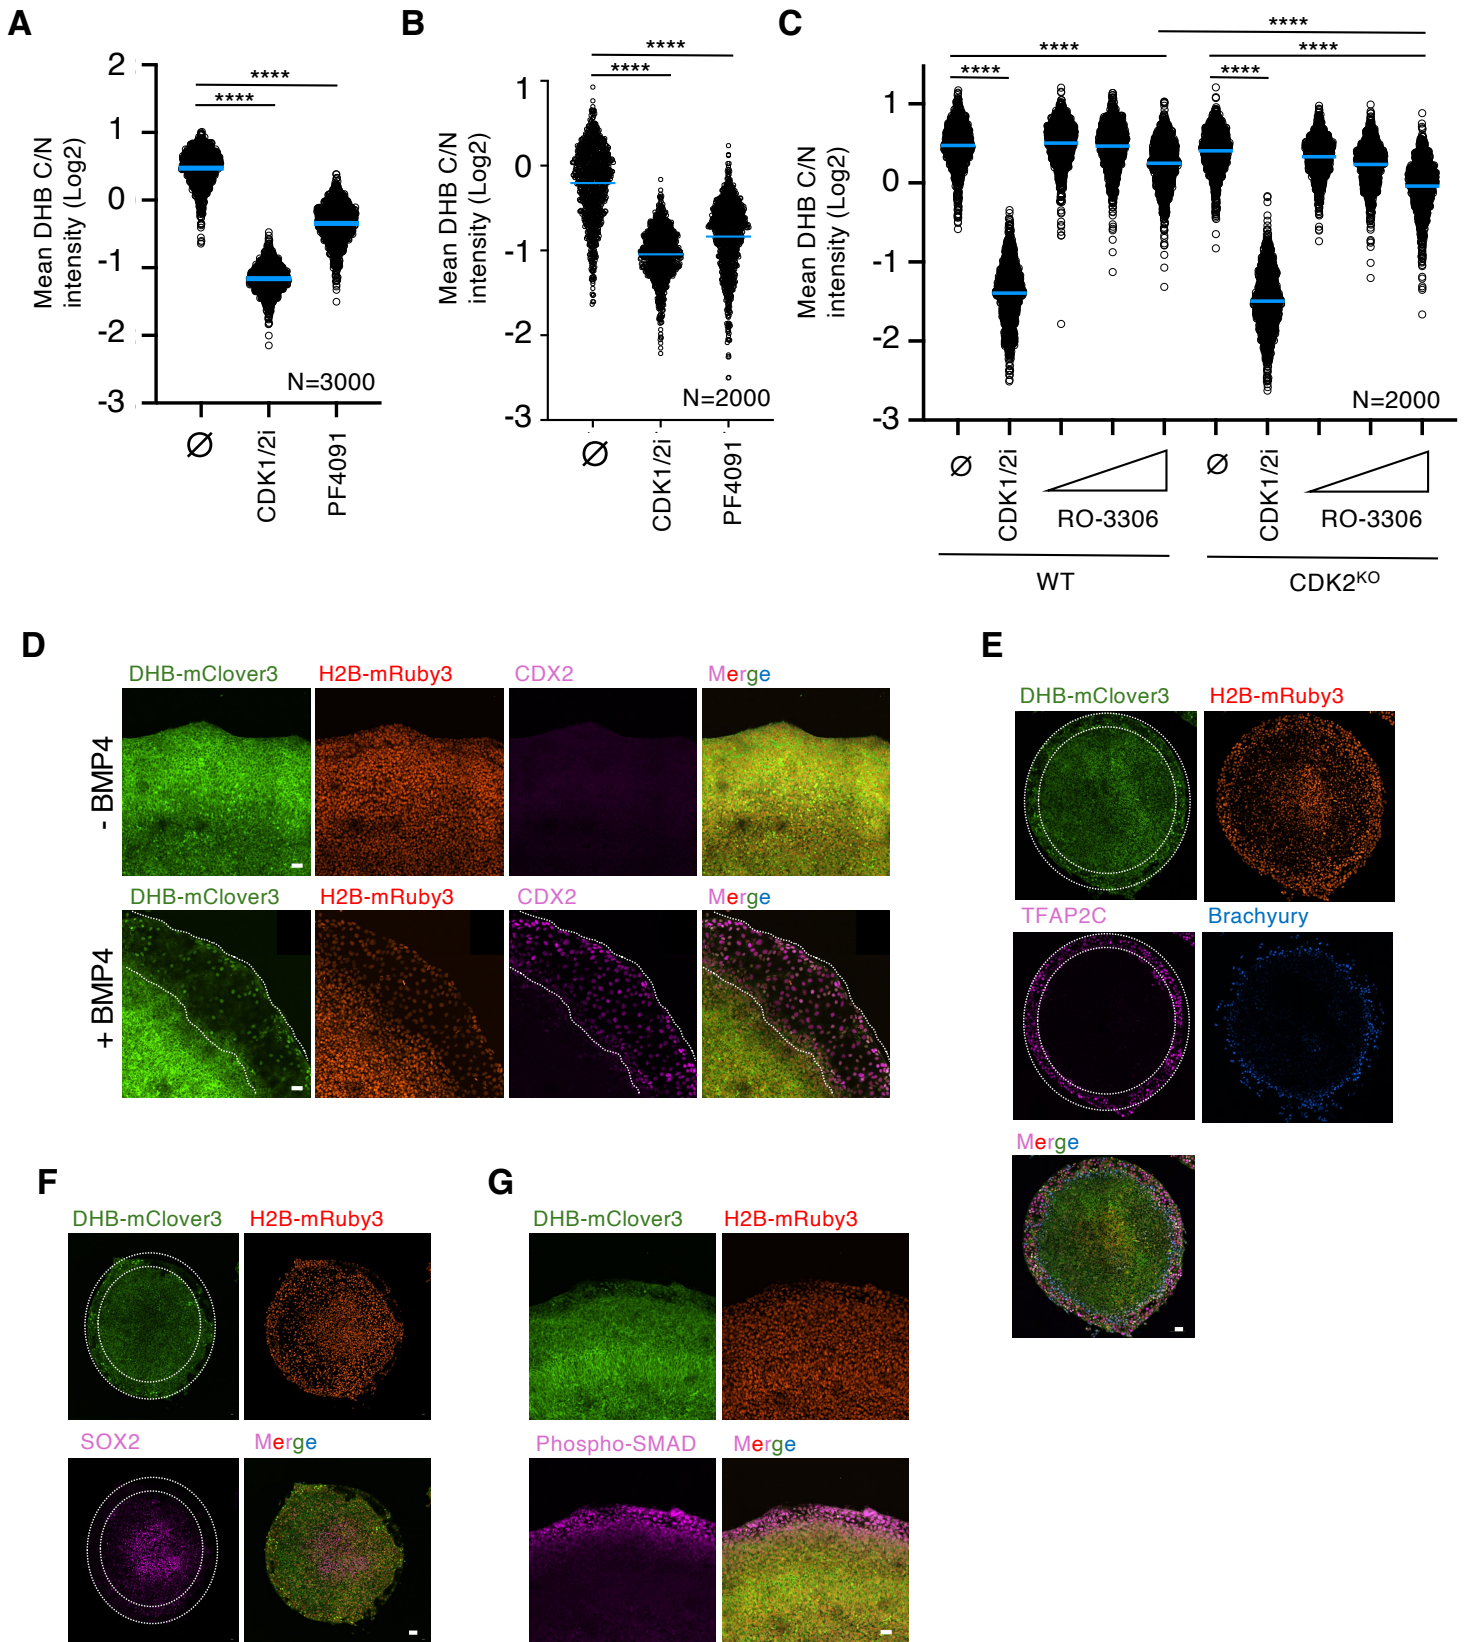 A
Mean DHB C/N
intensity (Log2)
2
1
0
-1
-2
-3
****
****
N=3000
Ø
CDK1/2i
PF4091
B
Mean DHB C/N
intensity (Log2)
1
0
-1
-2
-3
****
****
N=2000
Ø
CDK1/2i
PF4091
C
Mean DHB C/N
intensity (Log2)
1
0
-1
-2
-3
****
**** ****
**** ****
N=2000
Ø
CDK1/2i
RO-3306
WT
Ø
CDK1/2i
RO-3306
CDK2KO
D
DHB-mClover3 H2B-mRuby3 CDX2 Merge
- BMP4
DHB-mClover3 H2B-mRuby3 CDX2 Merge
+ BMP4
E
DHB-mClover3 H2B-mRuby3
TFAP2C Brachyury
Merge
F
DHB-mClover3 H2B-mRuby3
SOX2 Merge
G
DHB-mClover3 H2B-mRuby3
Phospho-SMAD Merge